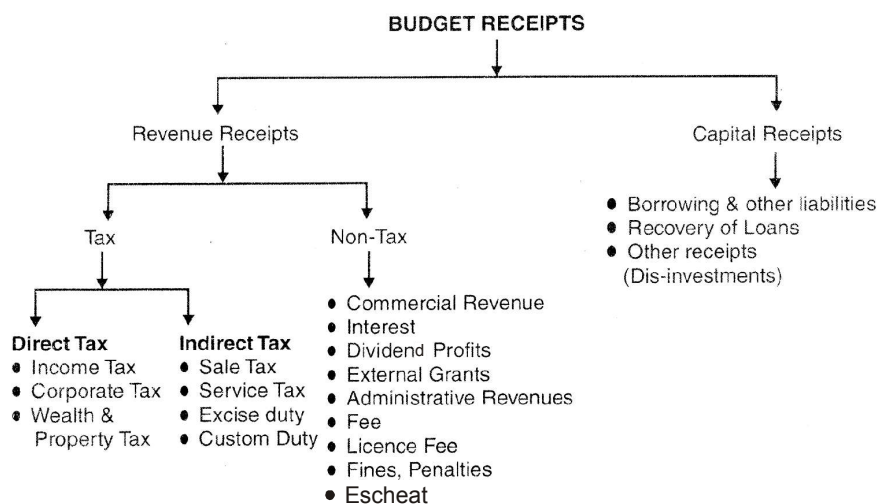 BUDGET RECEIPTS
Revenue Receipts
Capital Receipts
● Borrowing & other liabilities
● Recovery of Loans
● Other receipts
(Dis-investments)
Tax
Non-Tax
● Commercial Revenue
● Interest
● Dividend Profits
● External Grants
● Administrative Revenues
● Fee
● Licence Fee
● Fines, Penalties
● Escheat
Direct Tax
● Income Tax
● Corporate Tax
● Wealth &
Property Tax
Indirect Tax
● Sale Tax
● Service Tax
● Excise duty
● Custom Duty